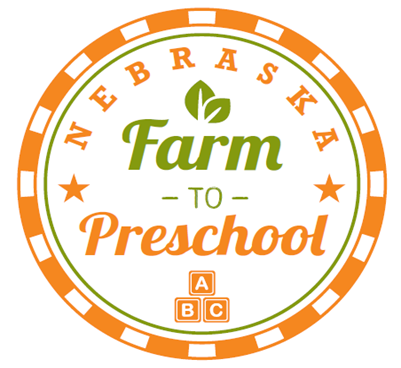 NEBRASKA
Farm
- TO -
Preschool
A
B C